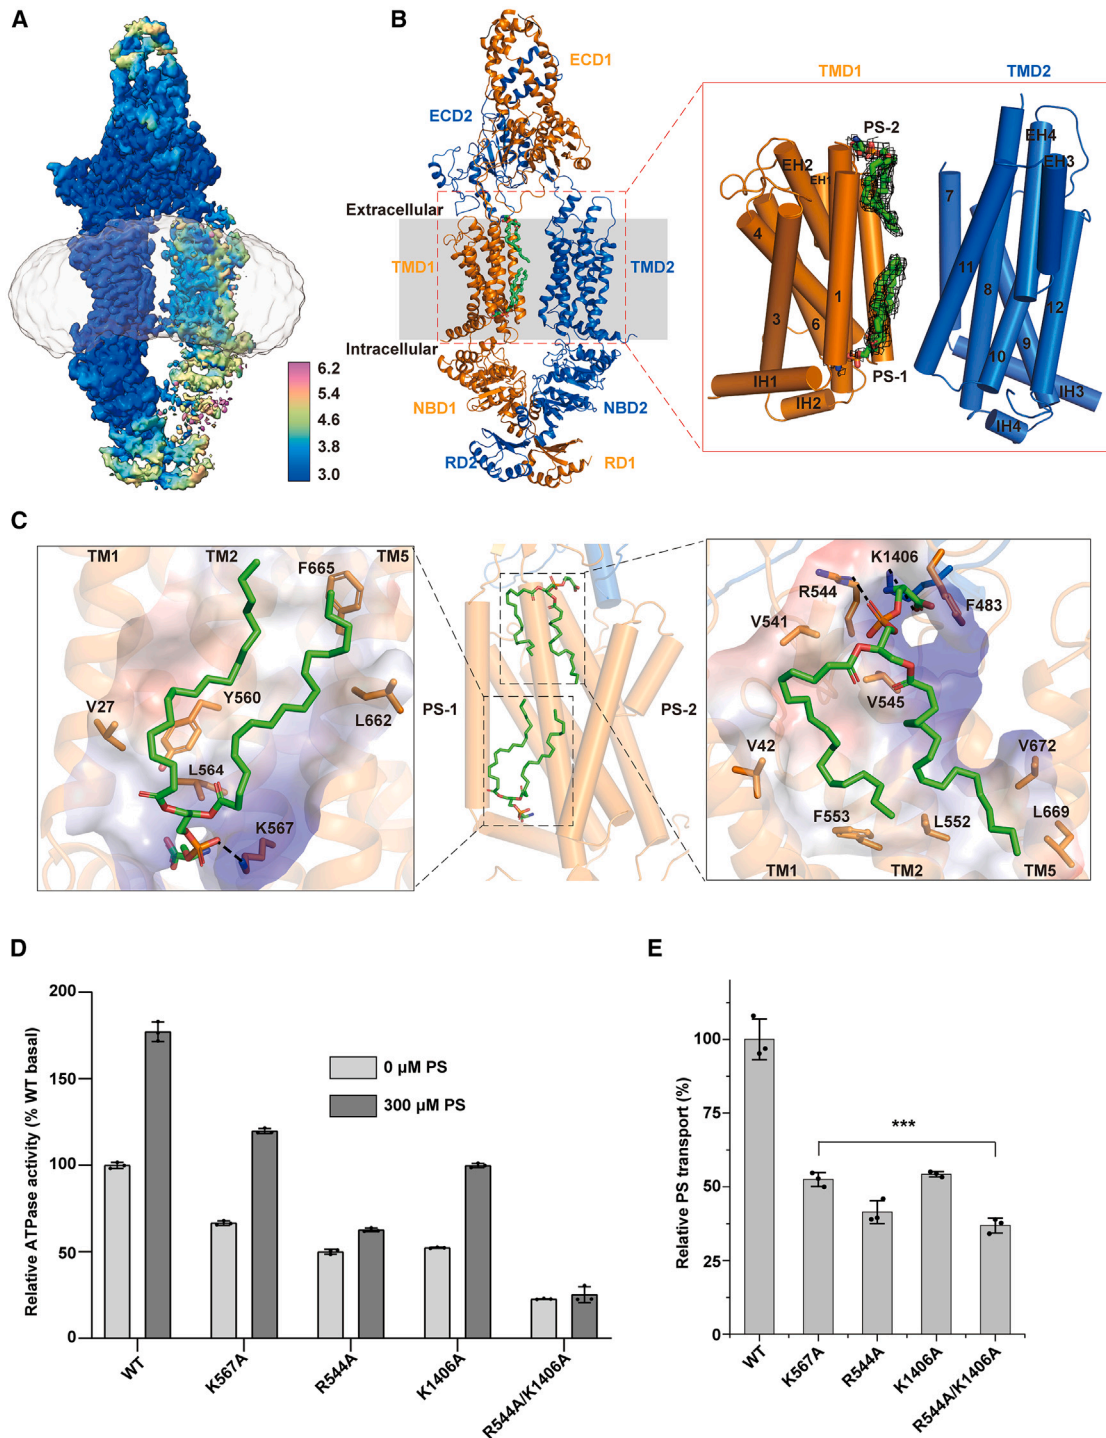 A
6.2
5.4
4.6
3.8
3.0
B
ECD1
ECD2
Extracellular
TMD1
TMD2
Intracellular
NBD1
NBD2
RD2
RD1
TMD1
TMD2
PS-2
EH2
EH1
4
1
3
6
PS-1
IH1
IH2
EH4
EH3
7
11
8
12
9
10
IH3
IH4
C
TM1
TM2
TM5
F665
V27
Y560
L662
L564
K567
PS-1
PS-2
K1406
R544
F483
V541
V545
V42
V672
F553
L552
L669
TM1
TM2
TM5
D
Relative ATPase activity (% WT basal)
200
150
100
50
0
0 µM PS
300 µM PS
WT
K567A
R544A
K1406A
R544A/K1406A
E
Relative PS transport (%)
100
75
50
25
0
***
WT
K567A
R544A
K1406A
R544A/K1406A